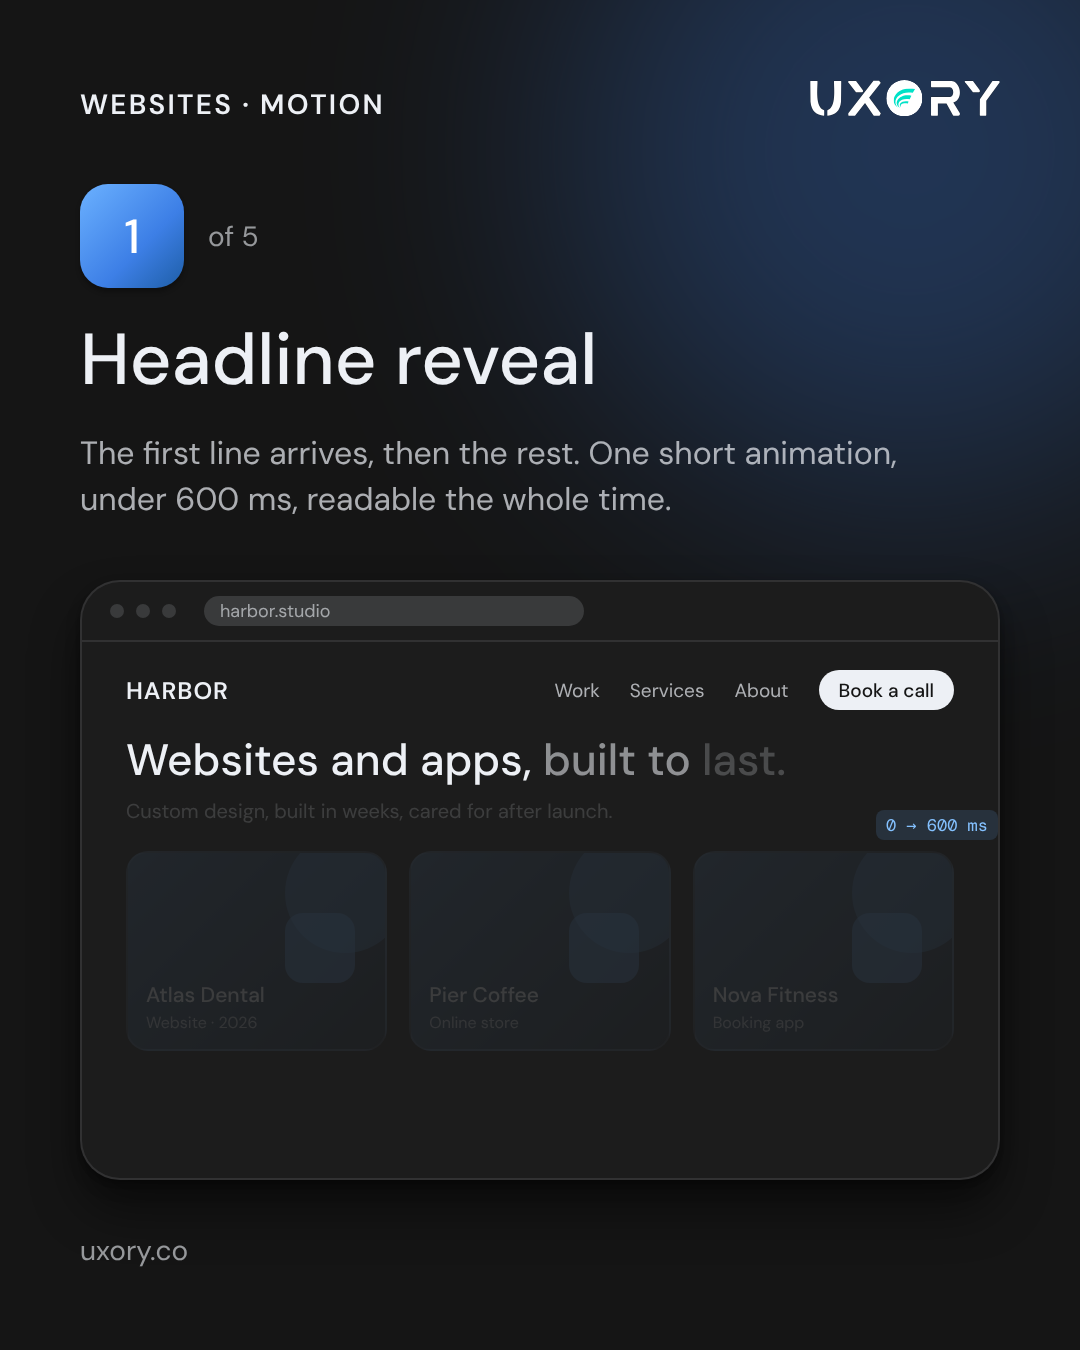 WEBSITES · MOTION
UXORY
1
of 5
Headline reveal
The first line arrives, then the rest. One short animation,
under 600 ms, readable the whole time.
harbor.studio
HARBOR
Work
Services
About
Book a call
Websites and apps, built to last.
Custom design, built in weeks, cared for after launch.
0 → 600 ms
Atlas Dental
Website · 2026
Pier Coffee
Online store
Nova Fitness
Booking app
uxory.co